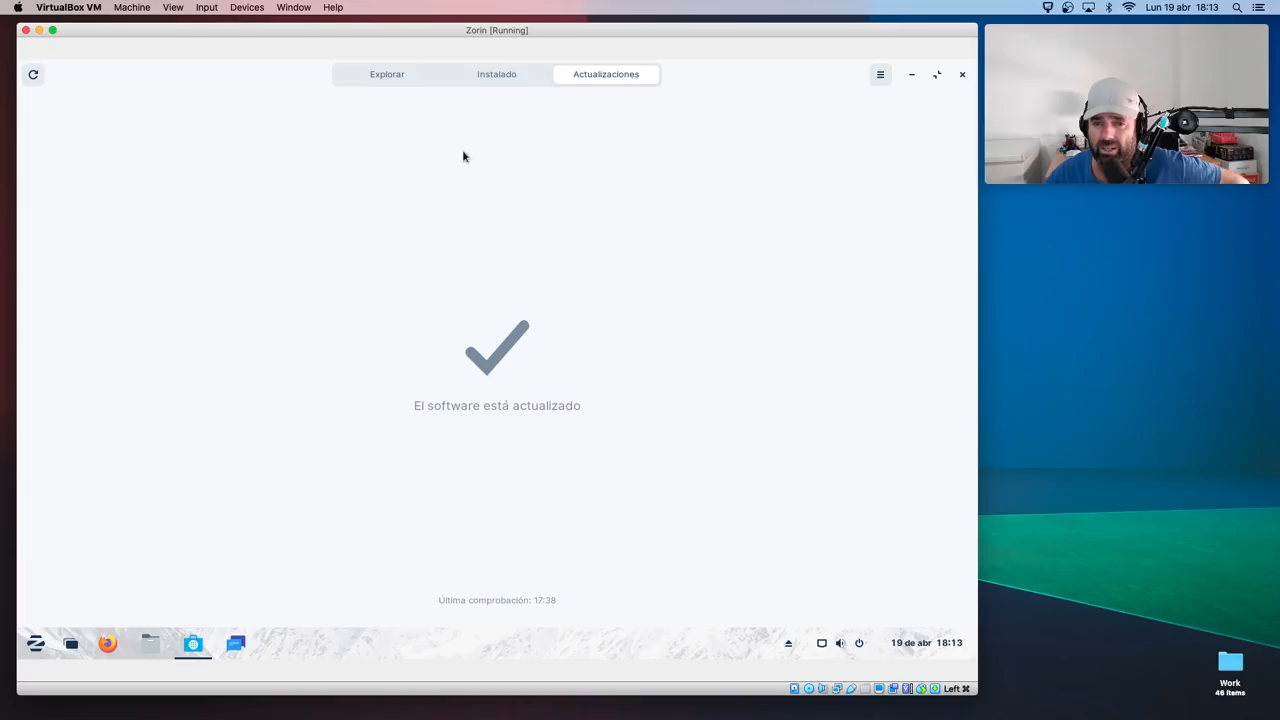 VirtualBox VM Machine View Input Devices Window Help Lun 19 abr 18:13
Zorin [Running]
Explorar Instalado Actualizaciones
El software está actualizado
Última comprobación: 17:38
19 de abr 18:13
Left ⌘
Work
46 items